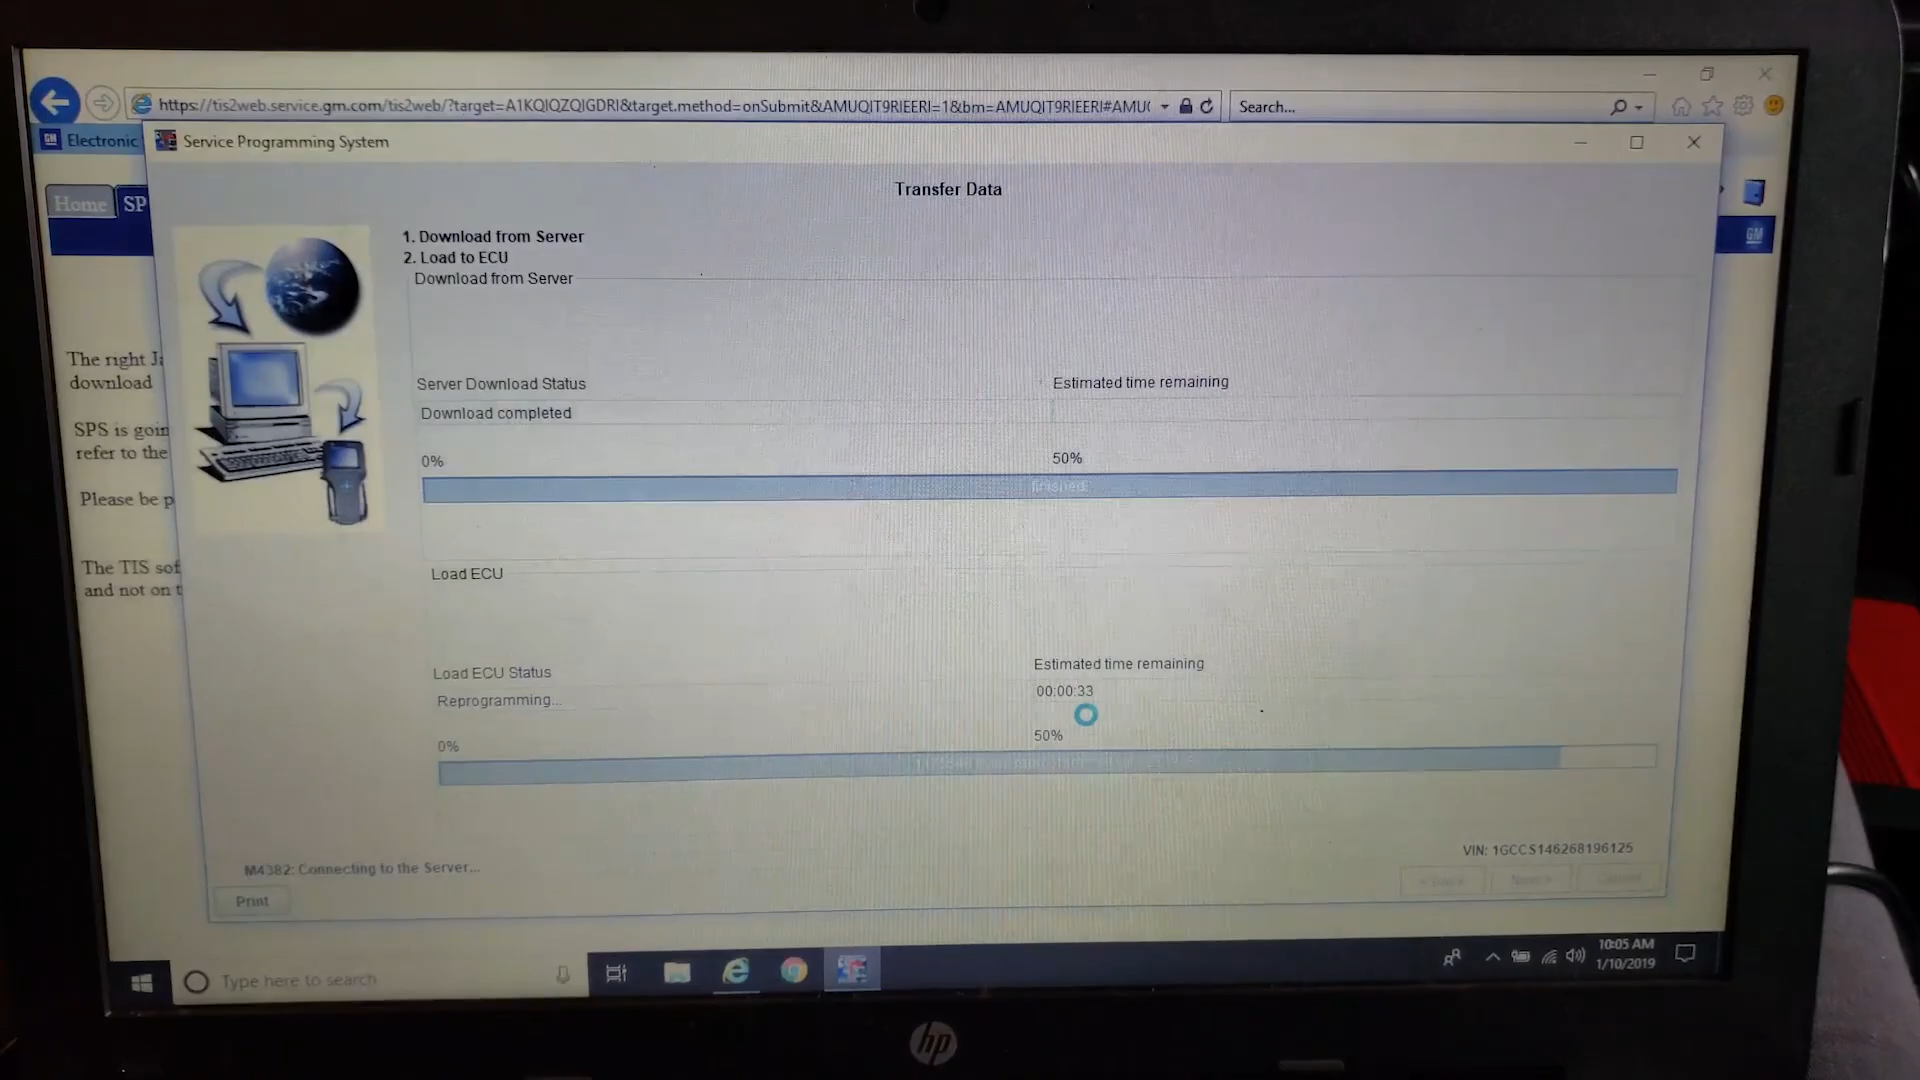 https://tis2web.service.gm.com/tis2web/?target=A1KQIQZQIGDRI&target.method=onSubmit&AMUQIT9RIEERI=1&bm=AMUQIT9RIEERI#AMU(
Search...
GM Electronic
Service Programming System
Home SP
GM
Transfer Data
1. Download from Server
2. Load to ECU
Download from Server
The right Ja
download
SPS is goin
refer to the
Please be p
The TIS sof
and not on t
Server Download Status Estimated time remaining
Download completed
0% 50%
finished
Load ECU
Load ECU Status Estimated time remaining
Reprogramming... 00:00:33
0% 50%
VIN: 1GCCS146268196125
M4382: Connecting to the Server...
Print
Type here to search
10:05 AM
1/10/2019
hp